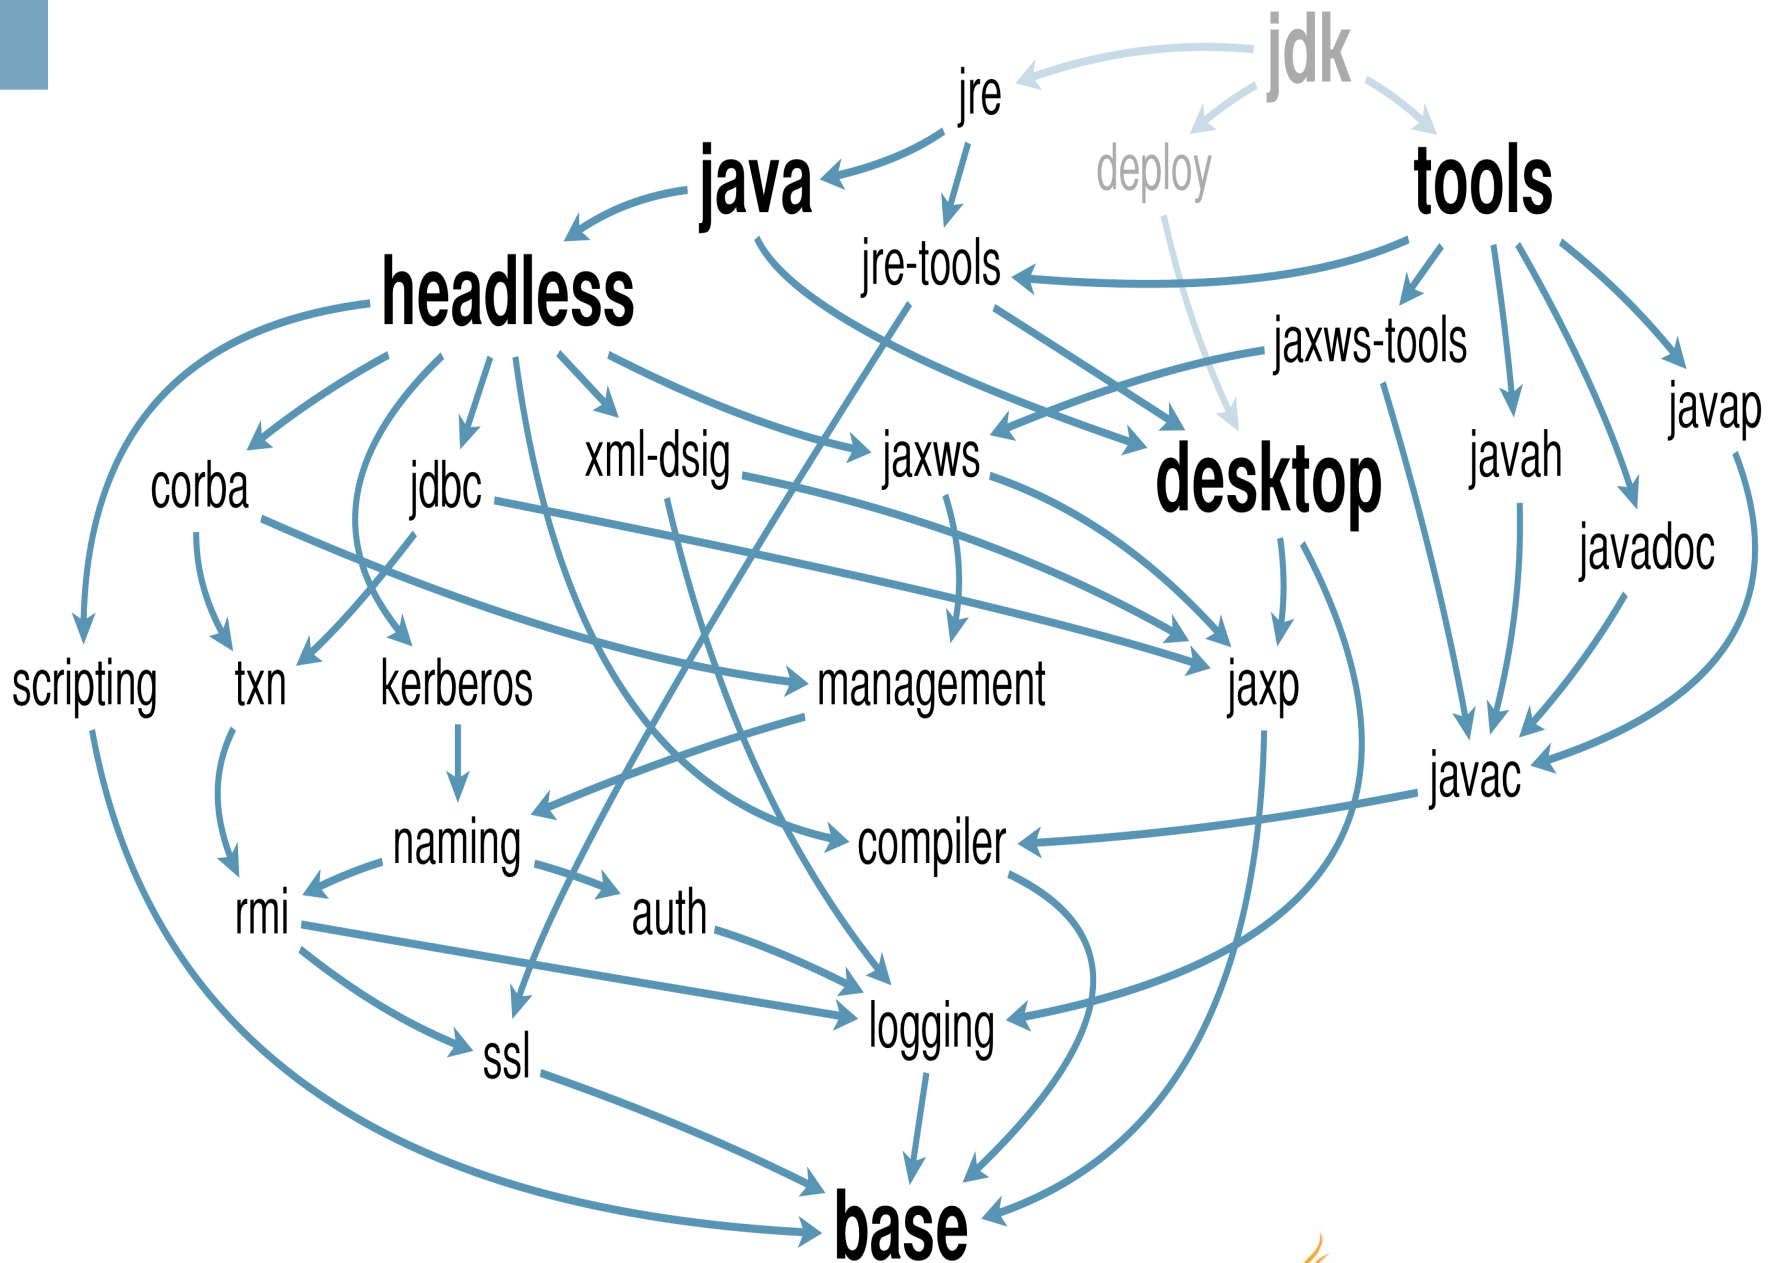 jdk
jre
java
deploy
tools
jre-tools
headless
jaxws-tools
javap
corba
jdbc
xml-dsig
jaxws
desktop
javah
javadoc
scripting
txn
kerberos
management
jaxp
javac
naming
compiler
rmi
auth
logging
ssl
base